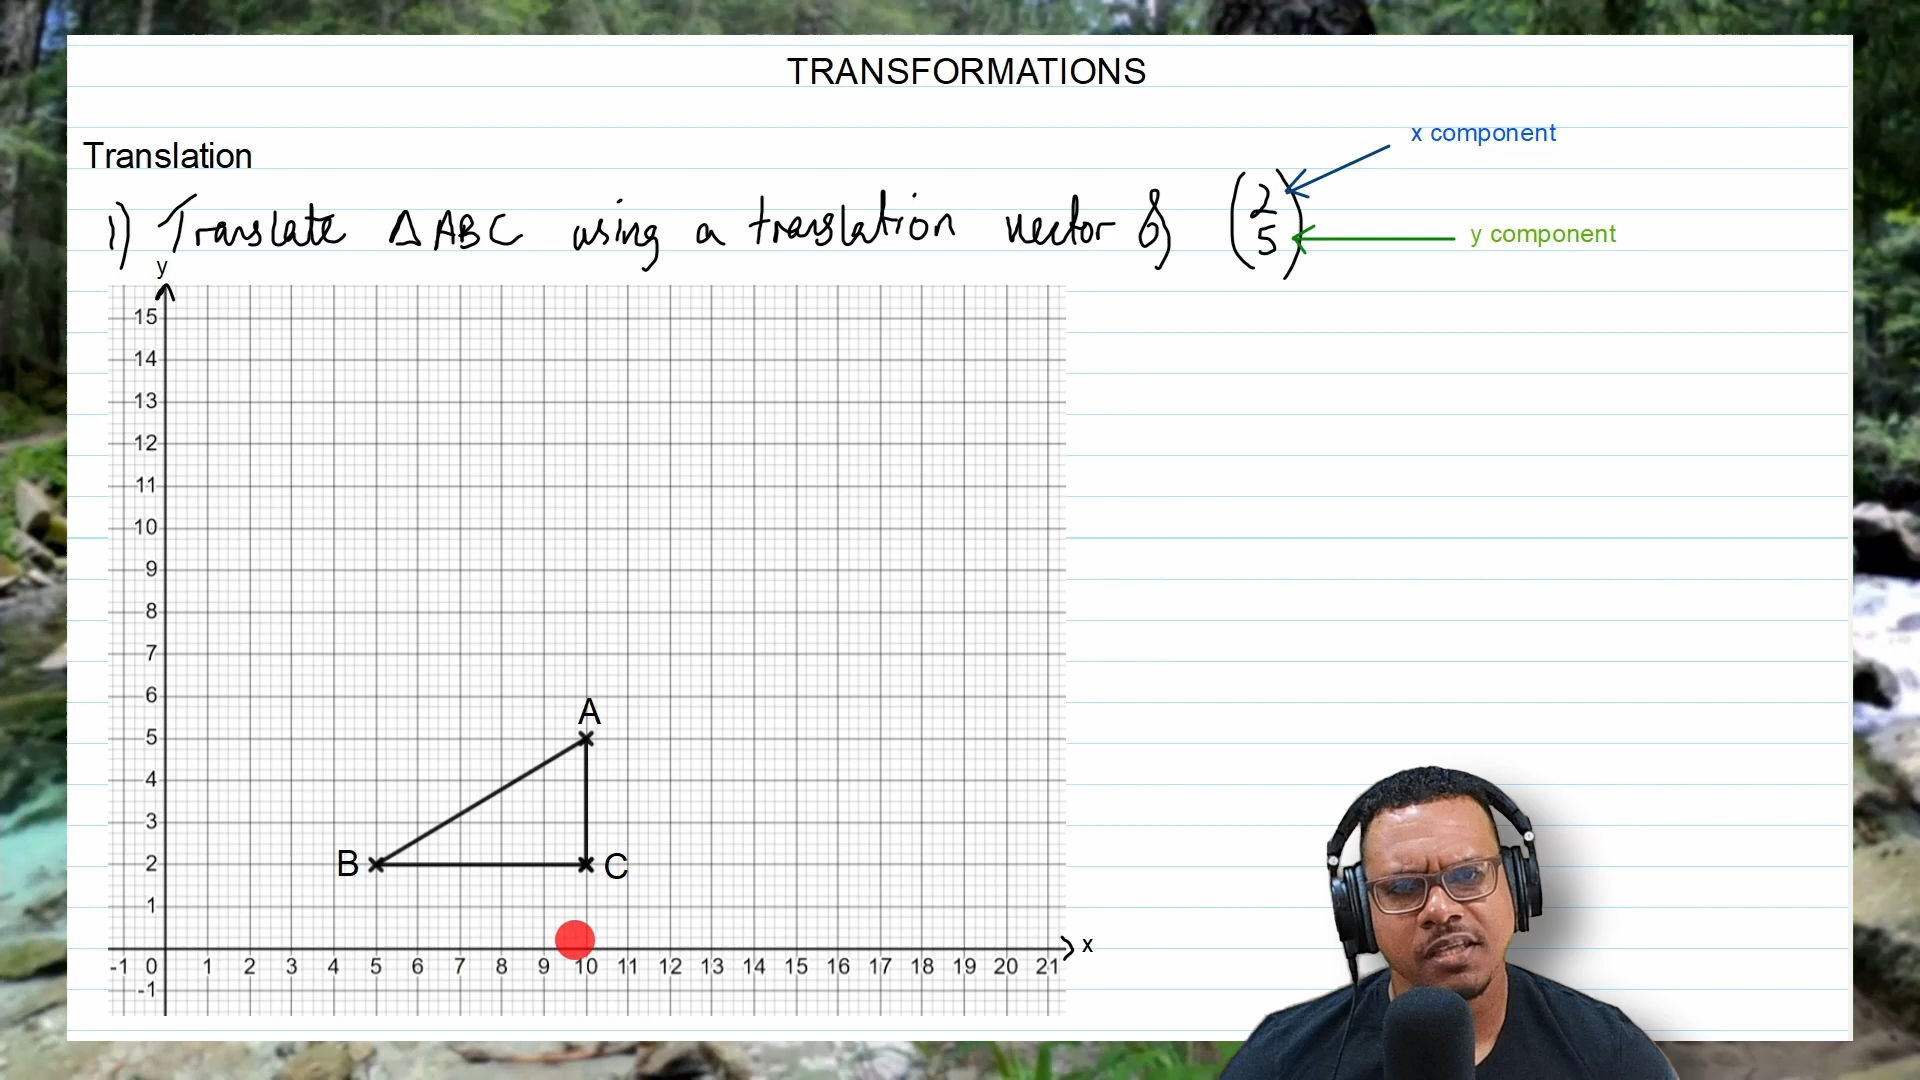 TRANSFORMATIONS
x component
Translation
1) Translate △ABC using a translation vector of (2 5)
y component
y
15
14
13
12
11
10
9
8
7
6
A
5
4
3
B 2 C
1
x
-1 0 1 2 3 4 5 6 7 8 9 10 11 12 13 14 15 16 17 18 19 20 21
-1